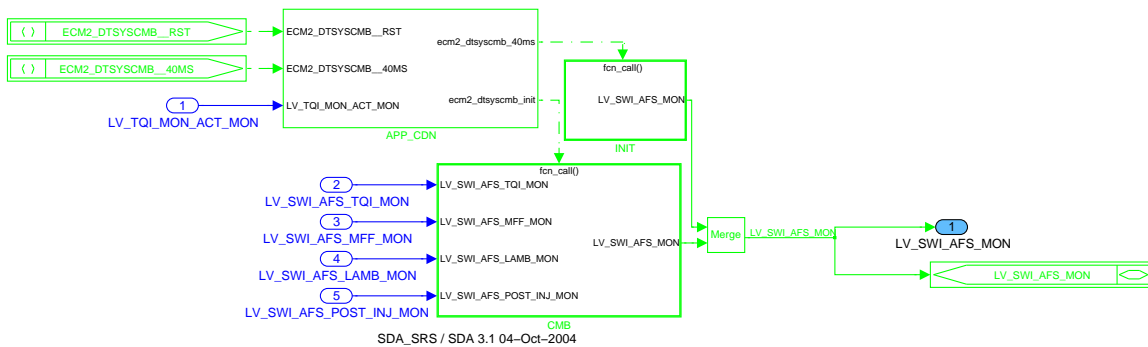 ( ) ECM2_DTSYSCMB__RST
( ) ECM2_DTSYSCMB__40MS
1
LV_TQI_MON_ACT_MON
ECM2_DTSYSCMB__RST
ECM2_DTSYSCMB__40MS
LV_TQI_MON_ACT_MON
ecm2_dtsyscmb_40ms
ecm2_dtsyscmb_init
APP_CDN
fcn_call()
LV_SWI_AFS_MON
INIT
2
LV_SWI_AFS_TQI_MON
3
LV_SWI_AFS_MFF_MON
4
LV_SWI_AFS_LAMB_MON
5
LV_SWI_AFS_POST_INJ_MON
fcn_call()
LV_SWI_AFS_TQI_MON
LV_SWI_AFS_MFF_MON
LV_SWI_AFS_LAMB_MON
LV_SWI_AFS_POST_INJ_MON
LV_SWI_AFS_MON
CMB
Merge
LV_SWI_AFS_MON
1
LV_SWI_AFS_MON
LV_SWI_AFS_MON
SDA_SRS / SDA 3.1 04–Oct–2004